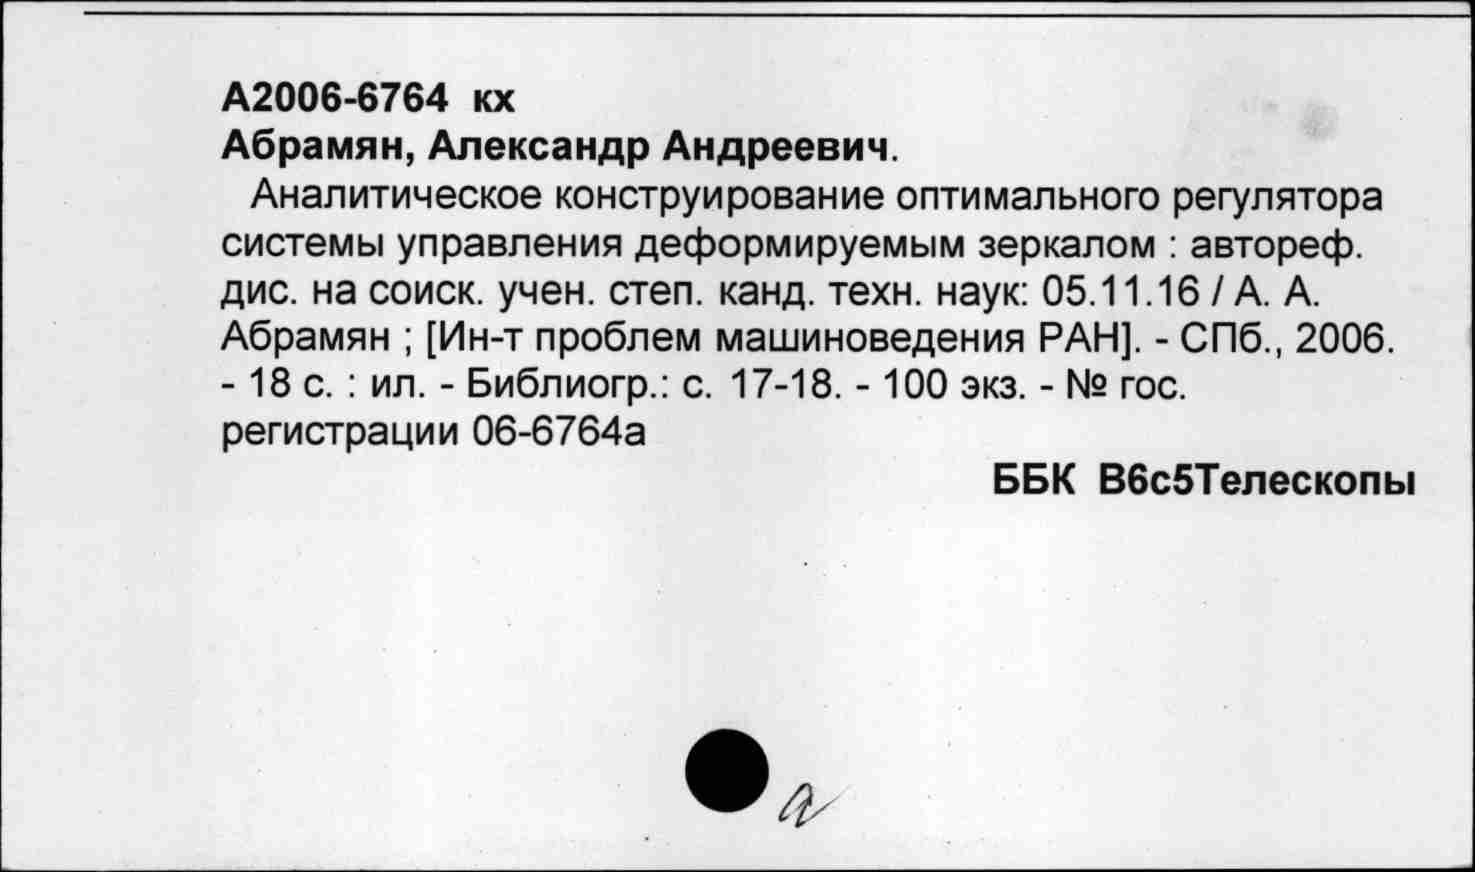 А2006-6764 кх
Абрамян, Александр Андреевич.
Аналитическое конструирование оптимального регулятора
системы управления деформируемым зеркалом : автореф.
дис. на соиск. учен. степ. канд. техн. наук: 05.11.16 / А. А.
Абрамян ; [Ин-т проблем машиноведения РАН]. - СПб., 2006.
- 18 с. : ил. - Библиогр.: с. 17-18. - 100 экз. - № гос.
регистрации 06-6764а
ББК В6с5Телескопы
а